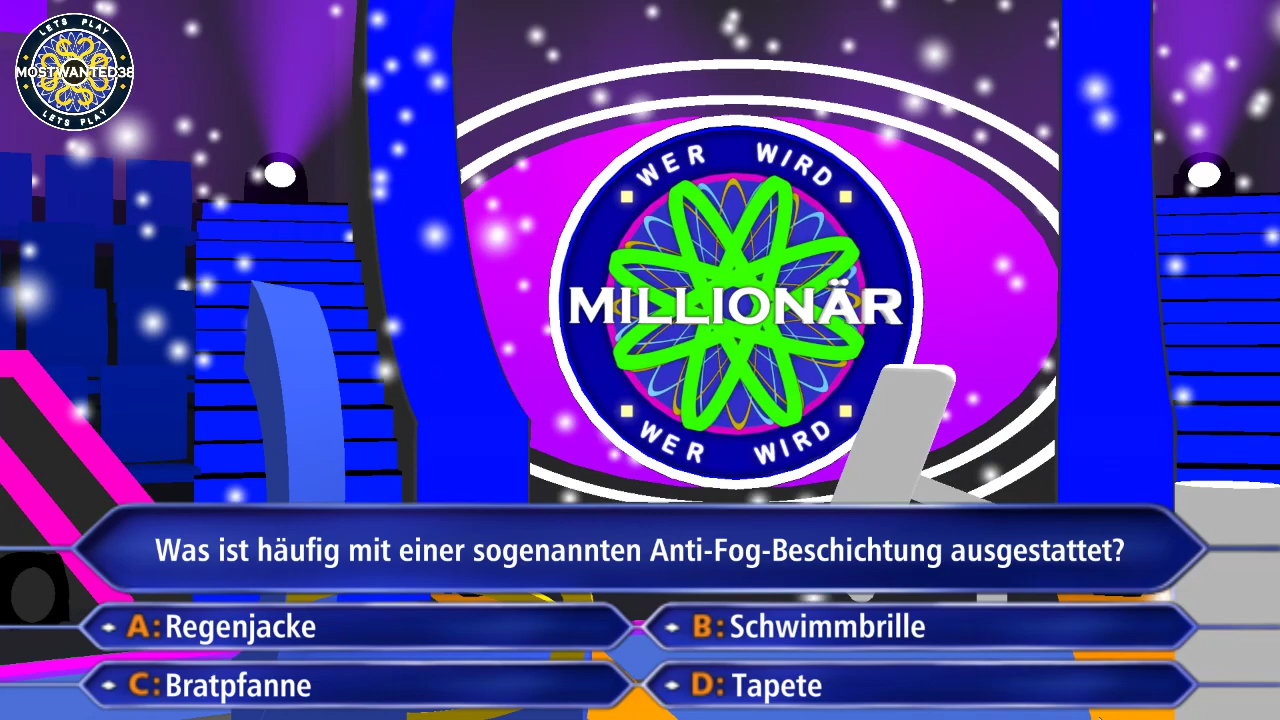 LETS PLAY
MOSTWANTED38
LETS PLAY
WER WIRD
MILLIONÄR
WER WIRD
Was ist häufig mit einer sogenannten Anti-Fog-Beschichtung ausgestattet?
A: Regenjacke
B: Schwimmbrille
C: Bratpfanne
D: Tapete